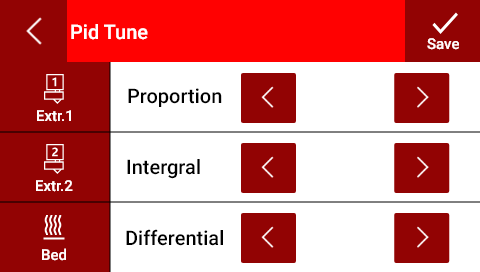 Pid Tune
Save
1
Extr.1
Proportion
2
Extr.2
Intergral
Bed
Differential